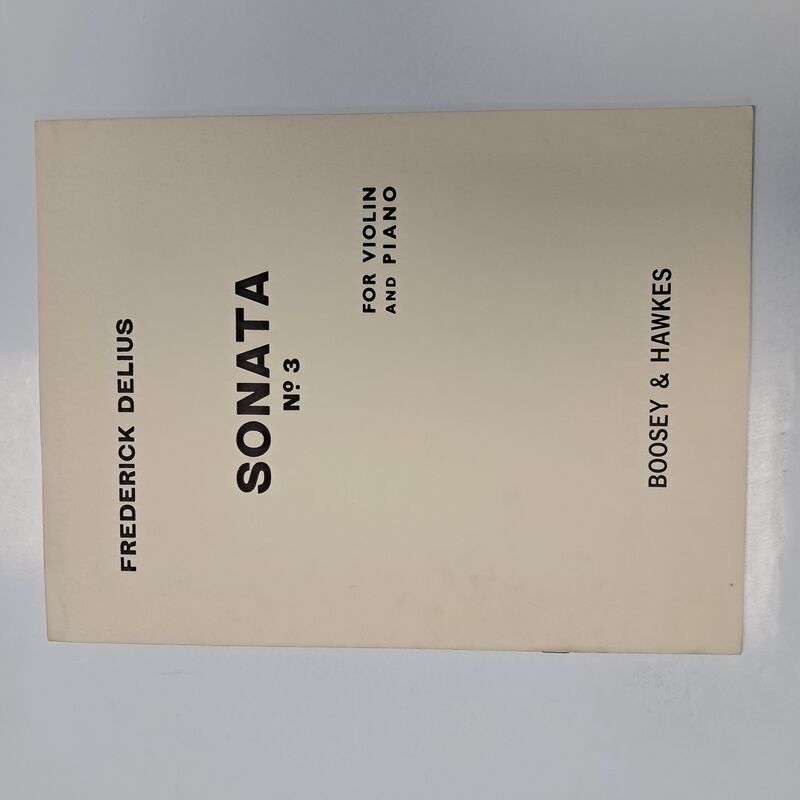 FREDERICK DELIUS
SONATA
Nº 3
FOR VIOLIN
AND PIANO
BOOSEY & HAWKES